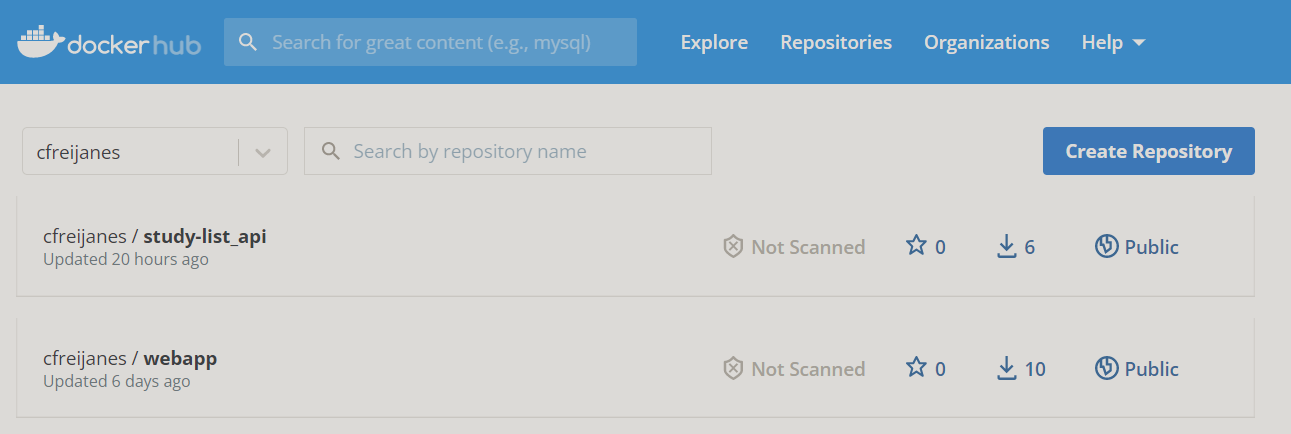 docker hub Search for great content (e.g., mysql) Explore Repositories Organizations Help
cfreijanes Search by repository name Create Repository
cfreijanes / study-list_api
Updated 20 hours ago
Not Scanned 0 6 Public
cfreijanes / webapp
Updated 6 days ago
Not Scanned 0 10 Public